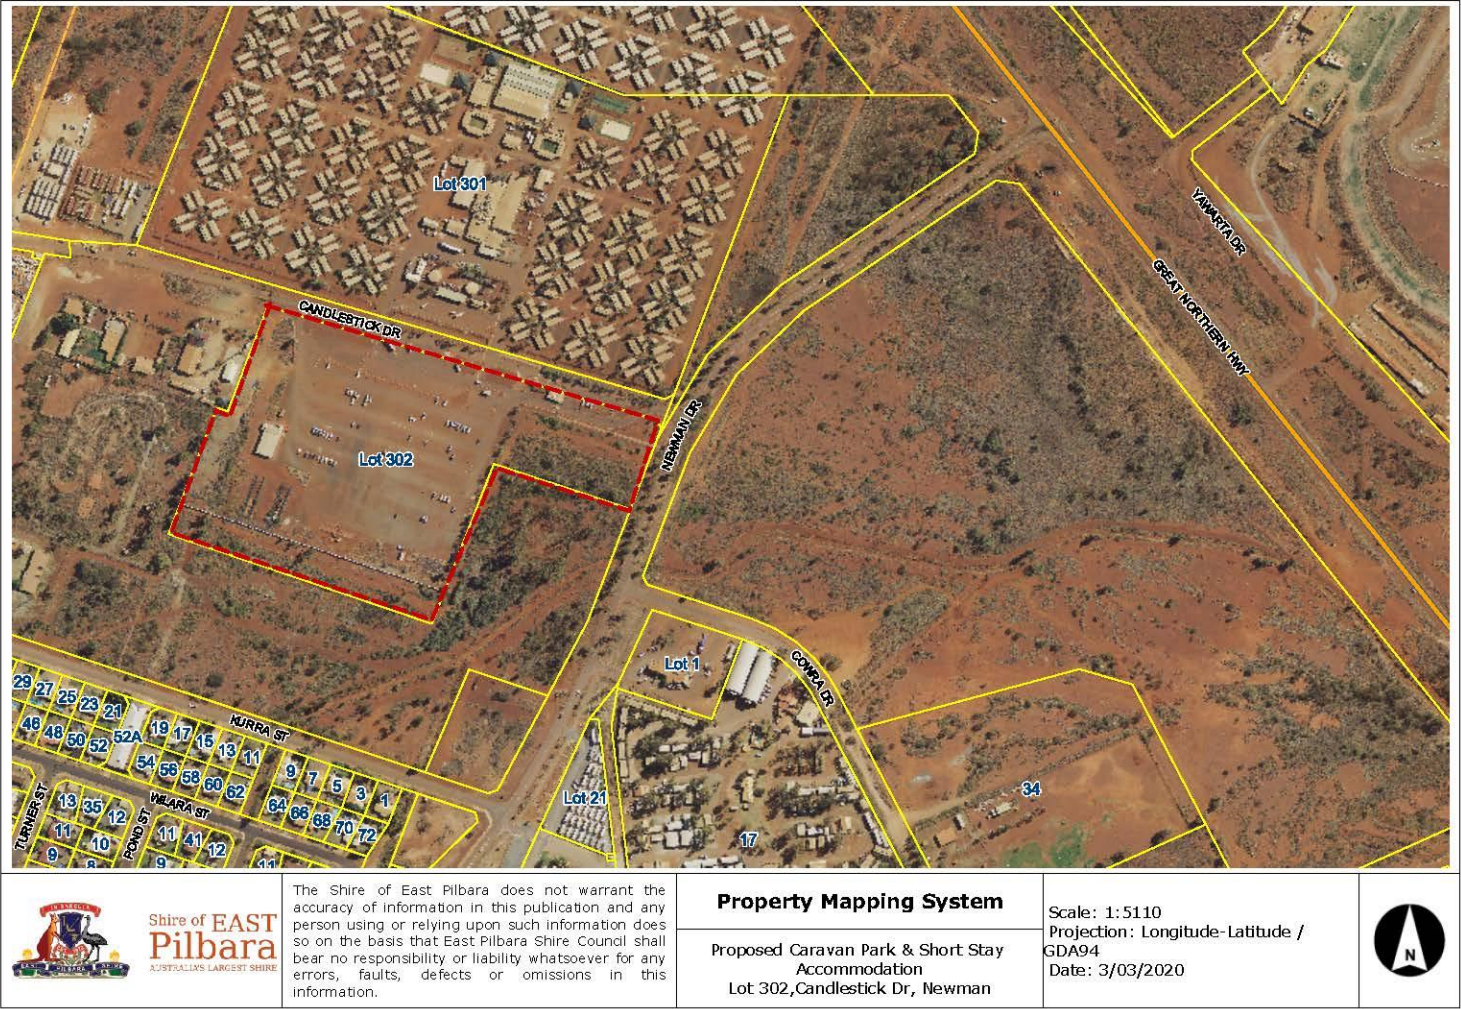 Lot 301
YAWARTA DR
GREAT NORTHERN HWY
CANDLESTICK DR
NEWMAN DR
Lot 302
Lot 1
COWRA DR
KURRA ST
29 27 25 23 21
19 17 15 13 11
9 7 5 3 1
46 48 50 52 52A
54 56 58 60 62
64 66 68 70 72
WILARA ST
TURNER ST
POND ST
13 35 12
11 10
9 8
11 41 12
9 11
Lot 21
17
34
Shire of EAST
Pilbara
AUSTRALIA'S LARGEST SHIRE
EAST PILBARA SHIRE
The Shire of East Pilbara does not warrant the
accuracy of information in this publication and any
person using or relying upon such information does
so on the basis that East Pilbara Shire Council shall
bear no responsibility or liability whatsoever for any
errors, faults, defects or omissions in this
information.
Property Mapping System
Proposed Caravan Park & Short Stay
Accommodation
Lot 302,Candlestick Dr, Newman
Scale: 1:5110
Projection: Longitude-Latitude /
GDA94
Date: 3/03/2020
N